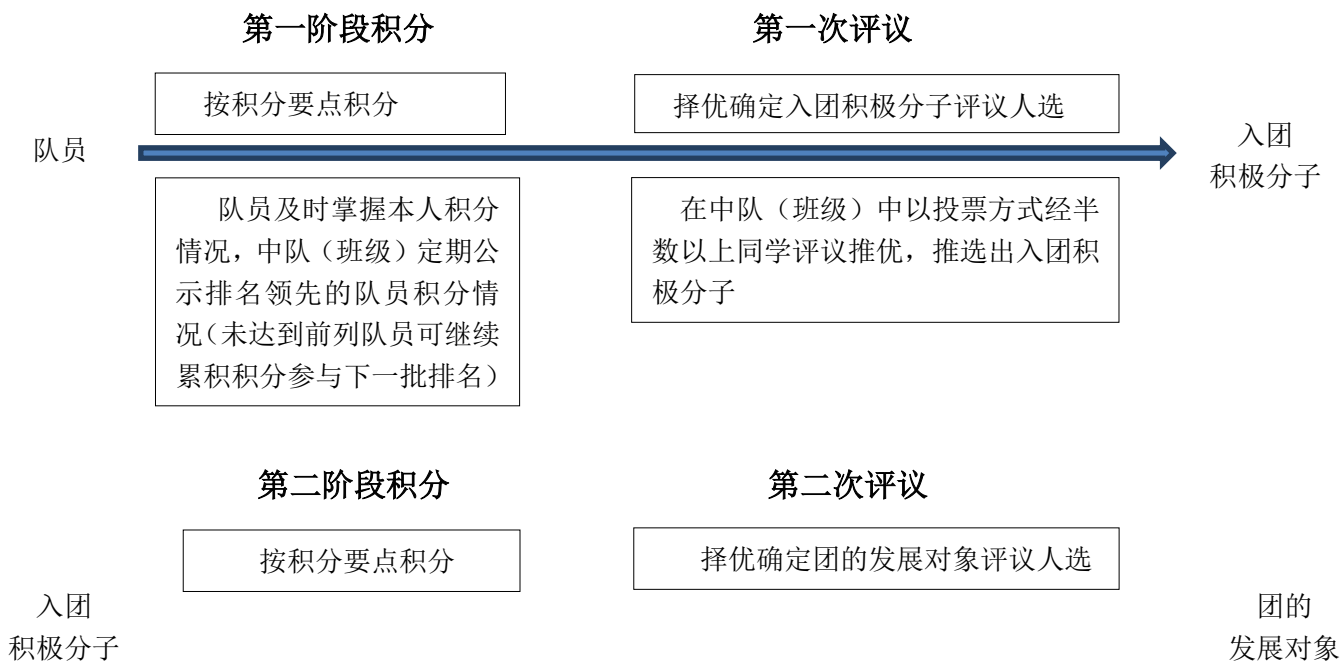 第一阶段积分
第一次评议
按积分要点积分
择优确定入团积极分子评议人选
队员
入团
积极分子
队员及时掌握本人积分
情况，中队（班级）定期公
示排名领先的队员积分情
况（未达到前列队员可继续
累积积分参与下一批排名）
在中队（班级）中以投票方式经半
数以上同学评议推优，推选出入团积
极分子
第二阶段积分
第二次评议
按积分要点积分
择优确定团的发展对象评议人选
入团
积极分子
团的
发展对象